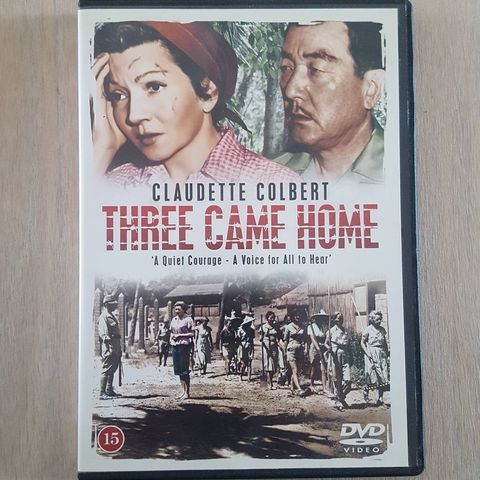 CLAUDETTE COLBERT
THREE CAME HOME
'A Quiet Courage - A Voice for All to Hear'
15
DVD
VIDEO